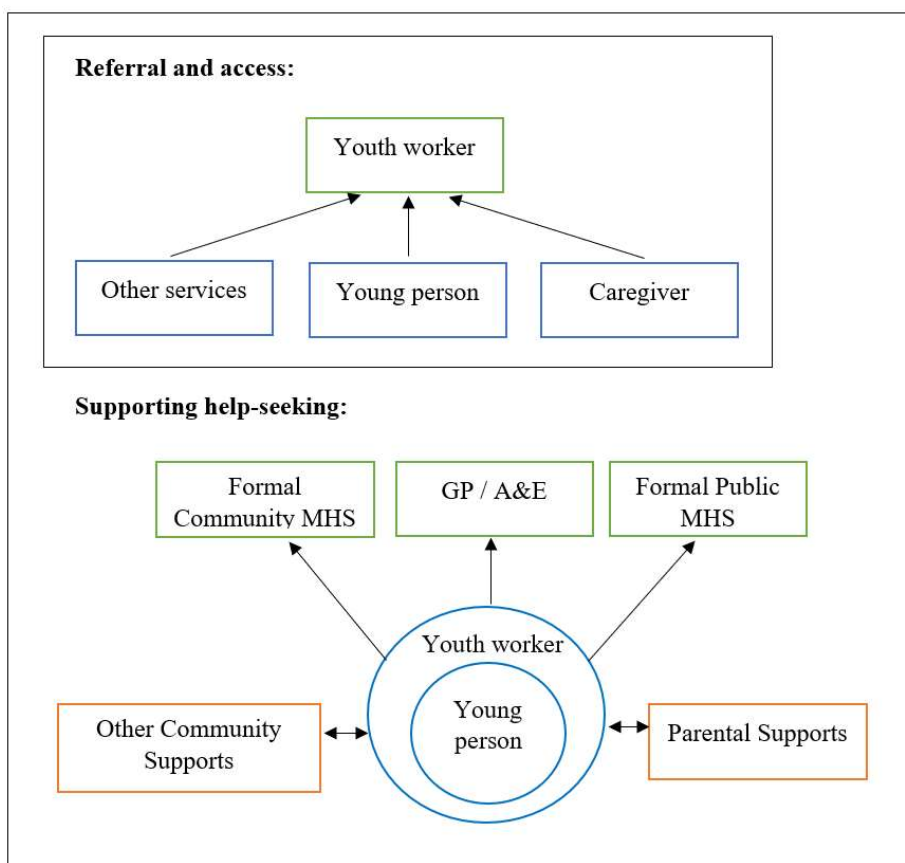 Referral and access:
Youth worker
Other services
Young person
Caregiver
Supporting help-seeking:
Formal
Community MHS
GP / A&E
Formal Public
MHS
Youth worker
Young
person
Other Community
Supports
Parental Supports